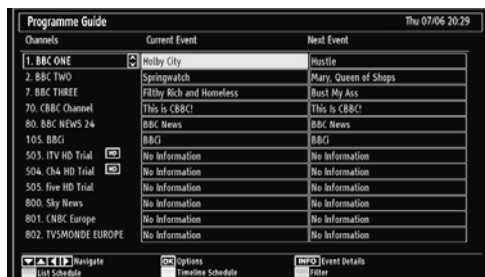 Programme Guide Thu 07/06 20:29
Channels Current Event Next Event
1. BBC ONE Holby City Hustle
2. BBC TWO Springwatch Mary, Queen of Shops
7. BBC THREE Filthy Rich and Homeless Bust My Ass
70. CBBC Channel This is CBBC! This Is CBBC!
80. BBC NEWS 24 BBC News BBC News
105. BBCi BBCi BBCi
503. ITV HD Trial HD No Information No Information
504. Ch4 HD Trial HD No Information No Information
505. five HD Trial No Information No Information
800. Sky News No Information No Information
801. CNBC Europe No Information No Information
802. TV5MONDE EUROPE No Information No Information
Navigate OK Options INFO Event Details
List Schedule Timeline Schedule Filter